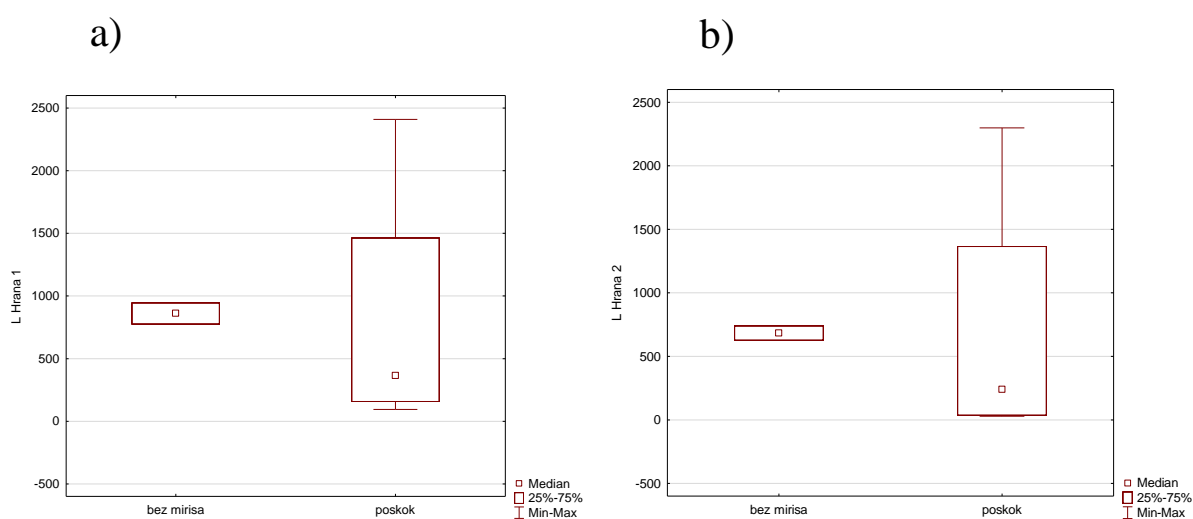 a)
L Hrana 1
2500
2000
1500
1000
500
0
-500
bez mirisa
poskok
Median
25%-75%
Min-Max
b)
L Hrana 2
2500
2000
1500
1000
500
0
-500
bez mirisa
poskok
Median
25%-75%
Min-Max